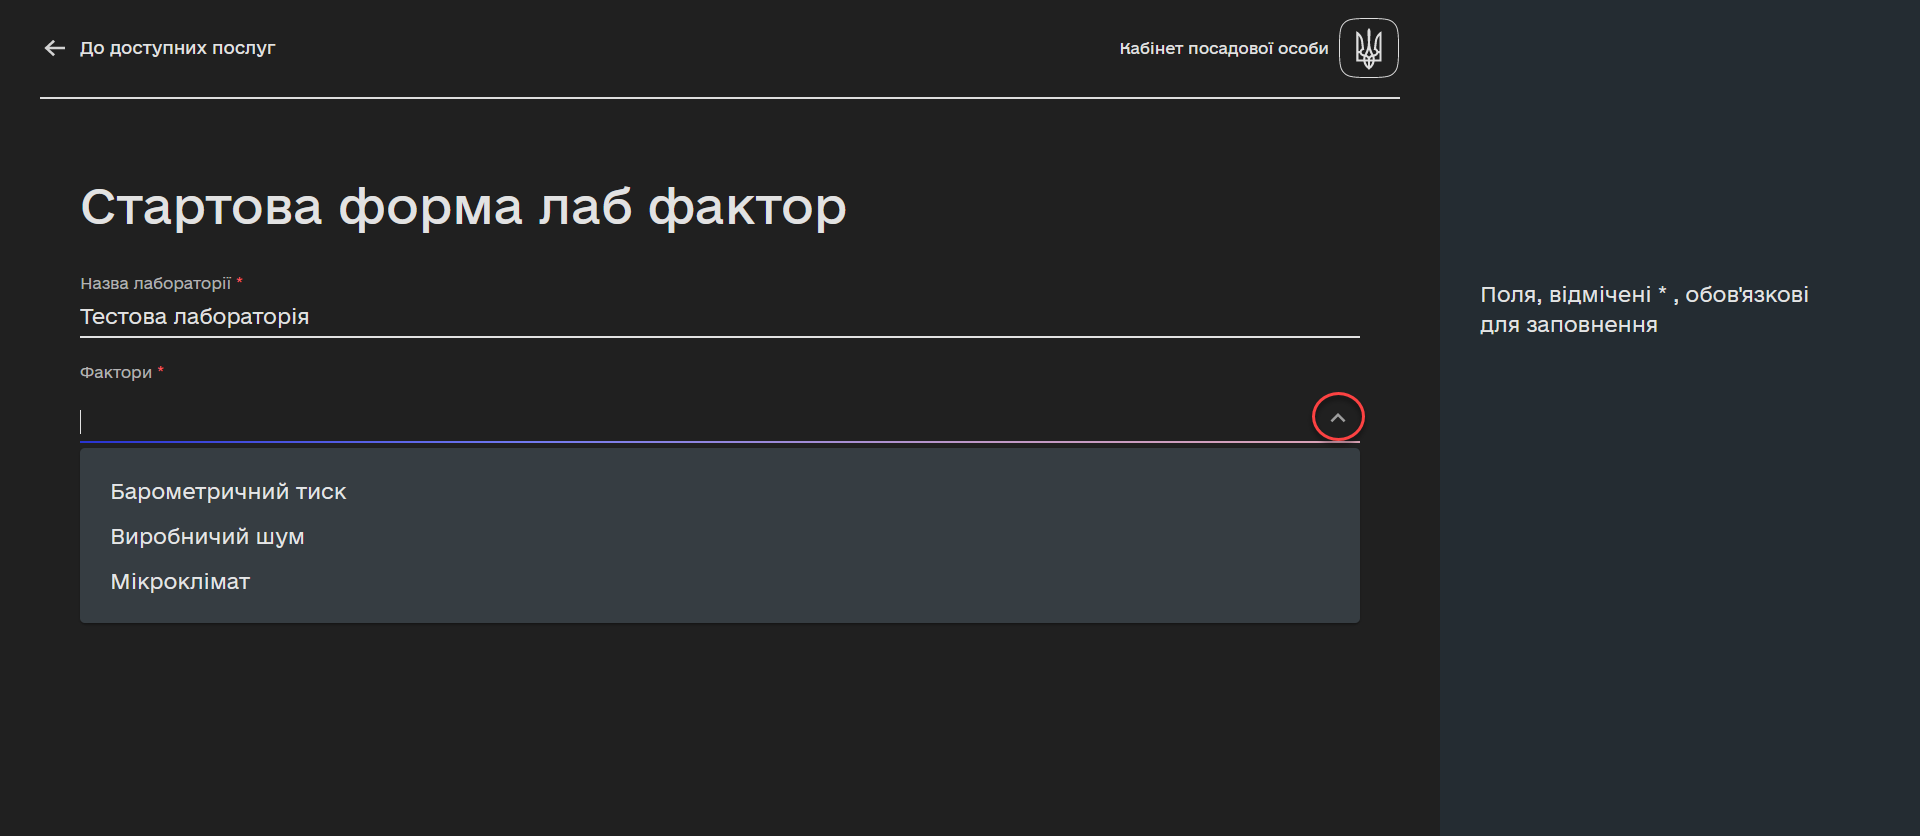 До доступних послуг
Кабінет посадової особи
Стартова форма лаб фактор
Назва лабораторії *
Тестова лабораторія
Фактори *
Барометричний тиск
Виробничий шум
Мікроклімат
Поля, відмічені * , обов'язкові
для заповнення